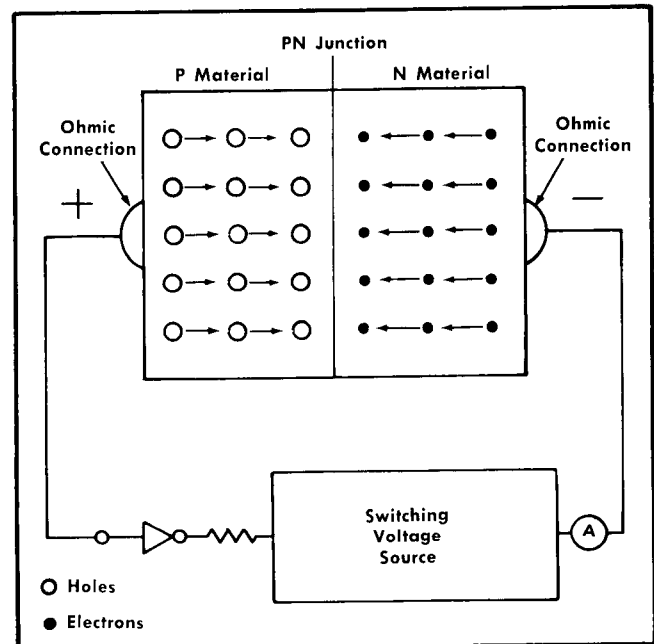 PN Junction
P Material
N Material
Ohmic
Connection
Ohmic
Connection
+
−
Switching
Voltage
Source
A
Holes
Electrons